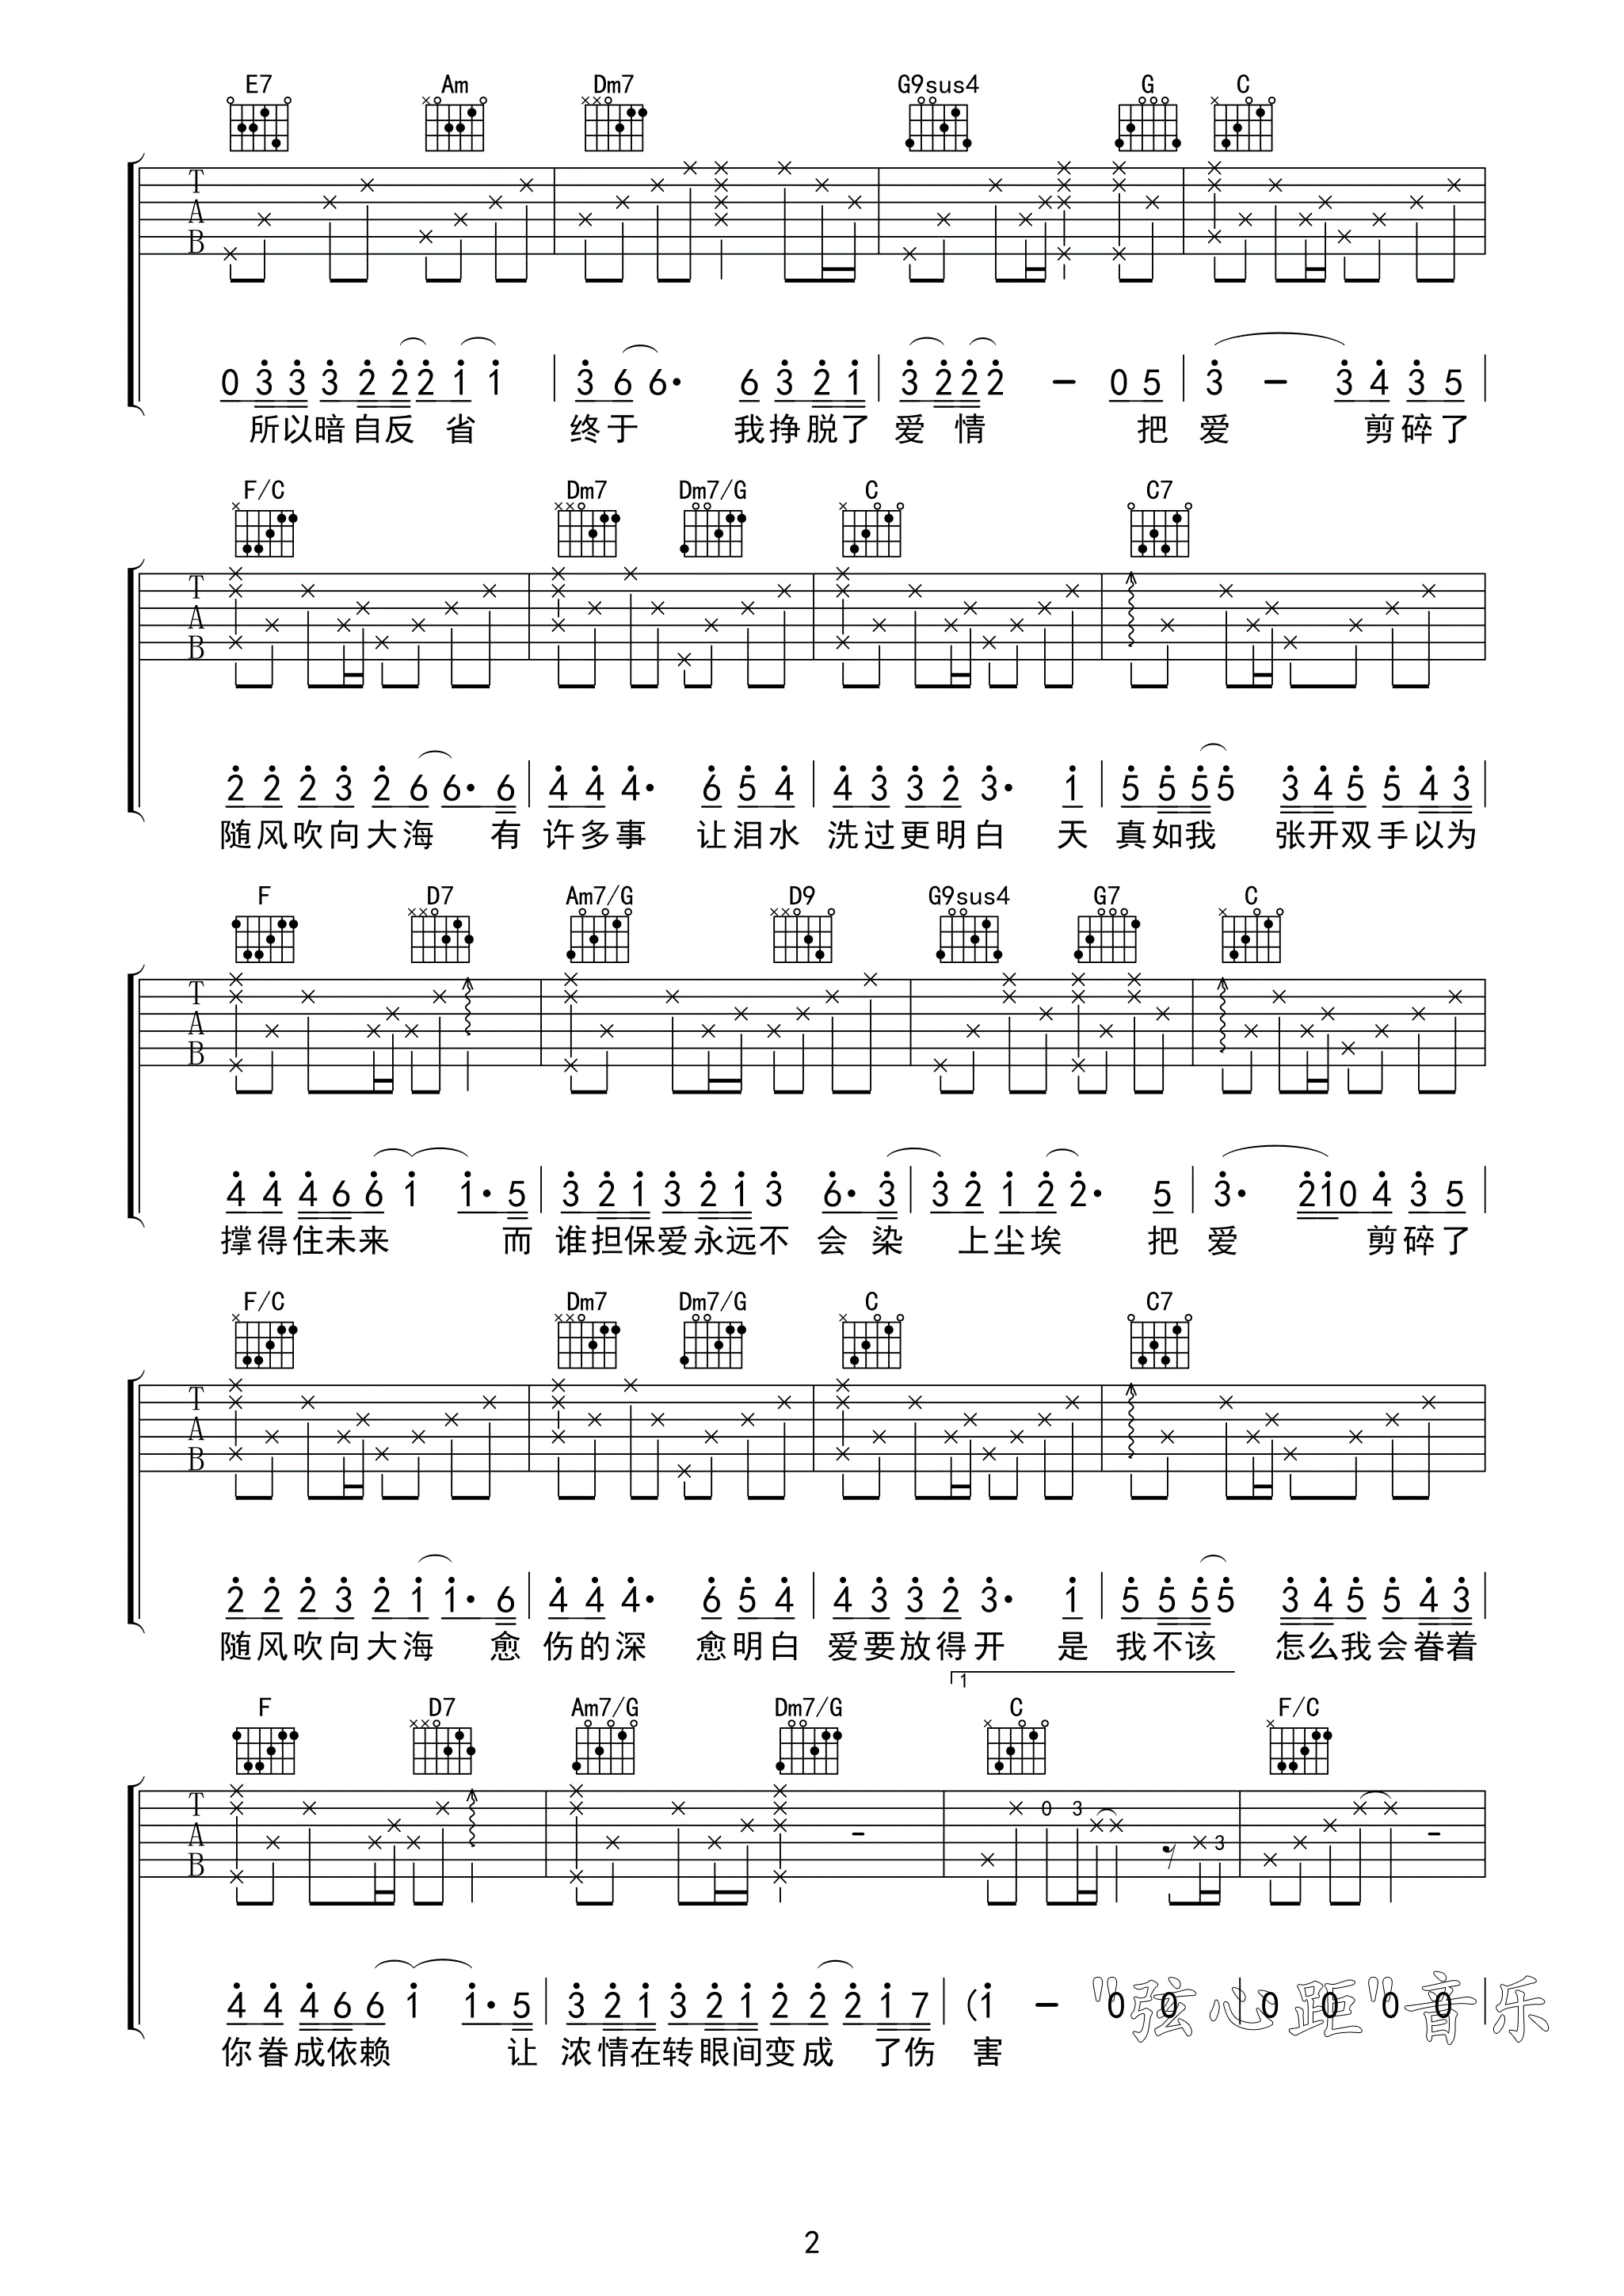 E7 Am Dm7 G9sus4 G C
T
A
B
0 3 3 3 2 2 2 1 1 | 3 6 6· 6 3 2 1 | 3 2 2 2 – 0 5 | 3 – 3 4 3 5 |
所以暗自反 省 终于 我挣脱了 爱 情 把 爱 剪碎了
F/C Dm7 Dm7/G C C7
T
A
B
2 2 2 3 2 6 6· 6 | 4 4 4· 6 5 4 | 4 3 3 2 3· 1 | 5 5 5 5 3 4 5 5 4 3 |
随风吹向大海 有 许多事 让泪水 洗过更明白 天 真如我 张开双手以为
F D7 Am7/G D9 G9sus4 G7 C
T
A
B
4 4 4 6 6 1 1· 5 | 3 2 1 3 2 1 3 6· 3 | 3 2 1 2 2· 5 | 3· 2 1 0 4 3 5 |
撑得住未来 而 谁担保爱永远不 会 染 上尘埃 把 爱 剪碎了
F/C Dm7 Dm7/G C C7
T
A
B
2 2 2 3 2 1 1· 6 | 4 4 4· 6 5 4 | 4 3 3 2 3· 1 | 5 5 5 5 3 4 5 5 4 3 |
随风吹向大海 愈 伤的深 愈明白 爱要放得开 是 我不该 怎么我会眷着
1
F D7 Am7/G Dm7/G C F/C
T
A
B
0 3 3
4 4 4 6 6 1 1· 5 | 3 2 1 3 2 1 2 2 2 1 7 | (1 – 0 0 | 0 0 0 0 |
"弦心距"音乐
你眷成依赖 让 浓情在转眼间变成 了伤 害
2